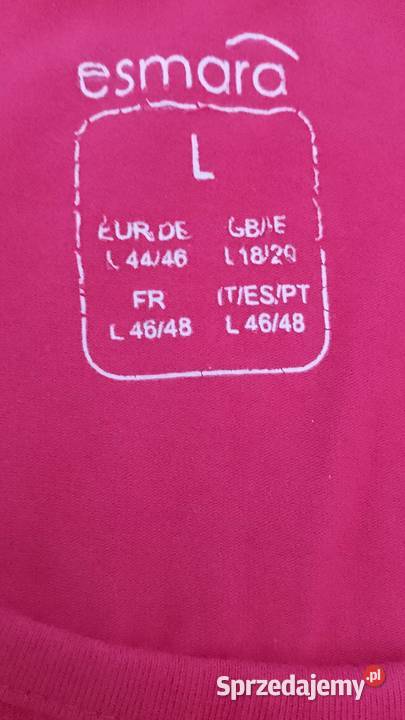 esmara
L
EUR/DE GB/IE
L 44/46 L 18/20
FR IT/ES/PT
L 46/48 L 46/48
Sprzedajemy.pl